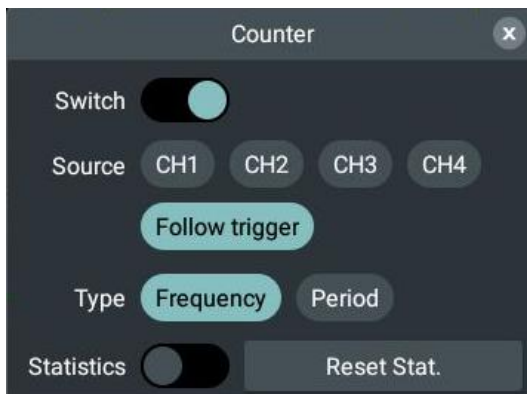 Counter x
Switch
Source CH1 CH2 CH3 CH4
Follow trigger
Type Frequency Period
Statistics Reset Stat.